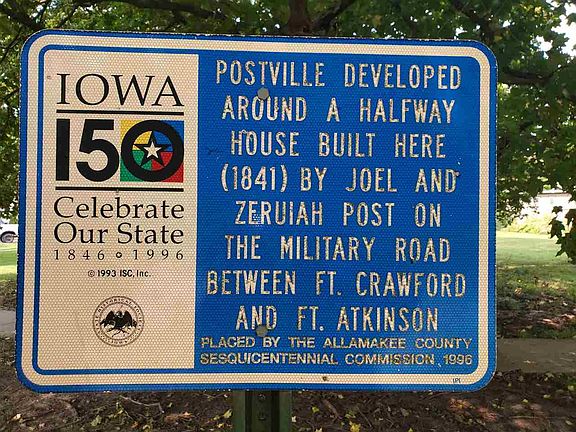 IOWA
150
Celebrate
Our State
1846 ∘ 1996
© 1993 ISC, Inc.
POSTVILLE DEVELOPED
AROUND A HALFWAY
HOUSE BUILT HERE
(1841) BY JOEL AND
ZERUIAH POST ON
THE MILITARY ROAD
BETWEEN FT. CRAWFORD
AND FT. ATKINSON
PLACED BY THE ALLAMAKEE COUNTY
SESQUICENTENNIAL COMMISSION, 1996
IPI